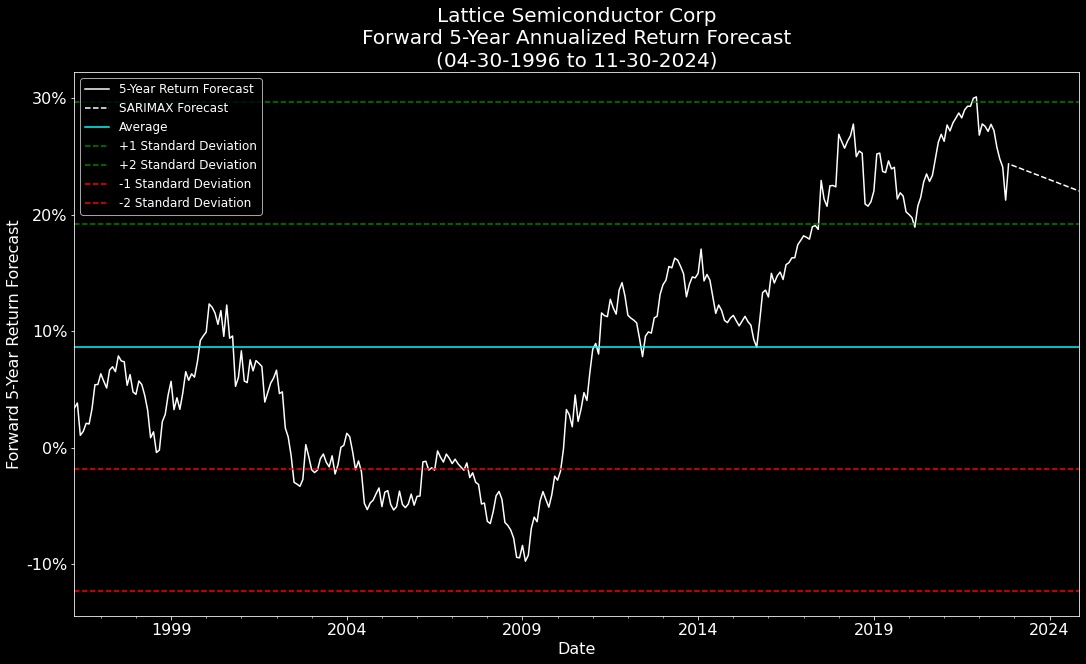 Lattice Semiconductor Corp
Forward 5-Year Annualized Return Forecast
(04-30-1996 to 11-30-2024)
5-Year Return Forecast
SARIMAX Forecast
Average
+1 Standard Deviation
+2 Standard Deviation
-1 Standard Deviation
-2 Standard Deviation
Forward 5-Year Return Forecast
30%
20%
10%
0%
-10%
1999
2004
2009
2014
2019
2024
Date